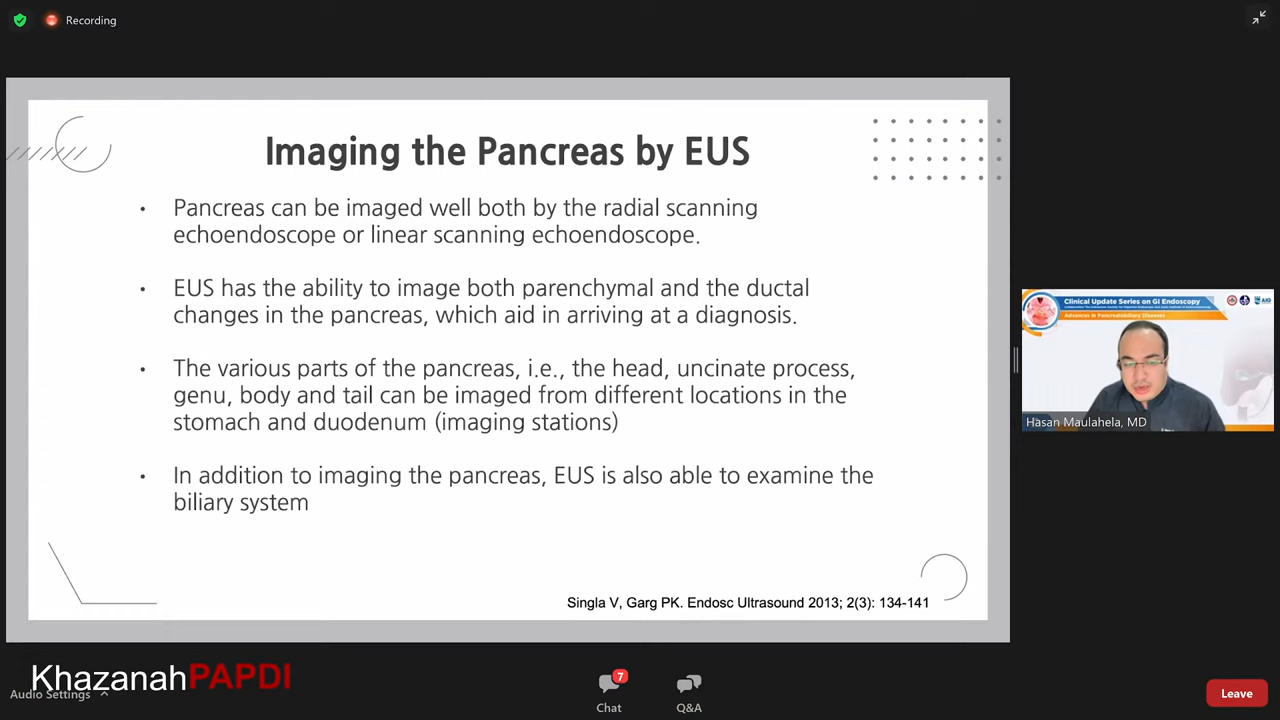 Recording
Imaging the Pancreas by EUS
• Pancreas can be imaged well both by the radial scanning
echoendoscope or linear scanning echoendoscope.
• EUS has the ability to image both parenchymal and the ductal
changes in the pancreas, which aid in arriving at a diagnosis.
• The various parts of the pancreas, i.e., the head, uncinate process,
genu, body and tail can be imaged from different locations in the
stomach and duodenum (imaging stations)
• In addition to imaging the pancreas, EUS is also able to examine the
biliary system
Singla V, Garg PK. Endosc Ultrasound 2013; 2(3): 134-141
Clinical Update Series on GI Endoscopy
Advances in Pancreatobiliary Diseases
Hasan Maulahela, MD
KhazanahPAPDI
Audio Settings
7
Chat
Q&A
Leave